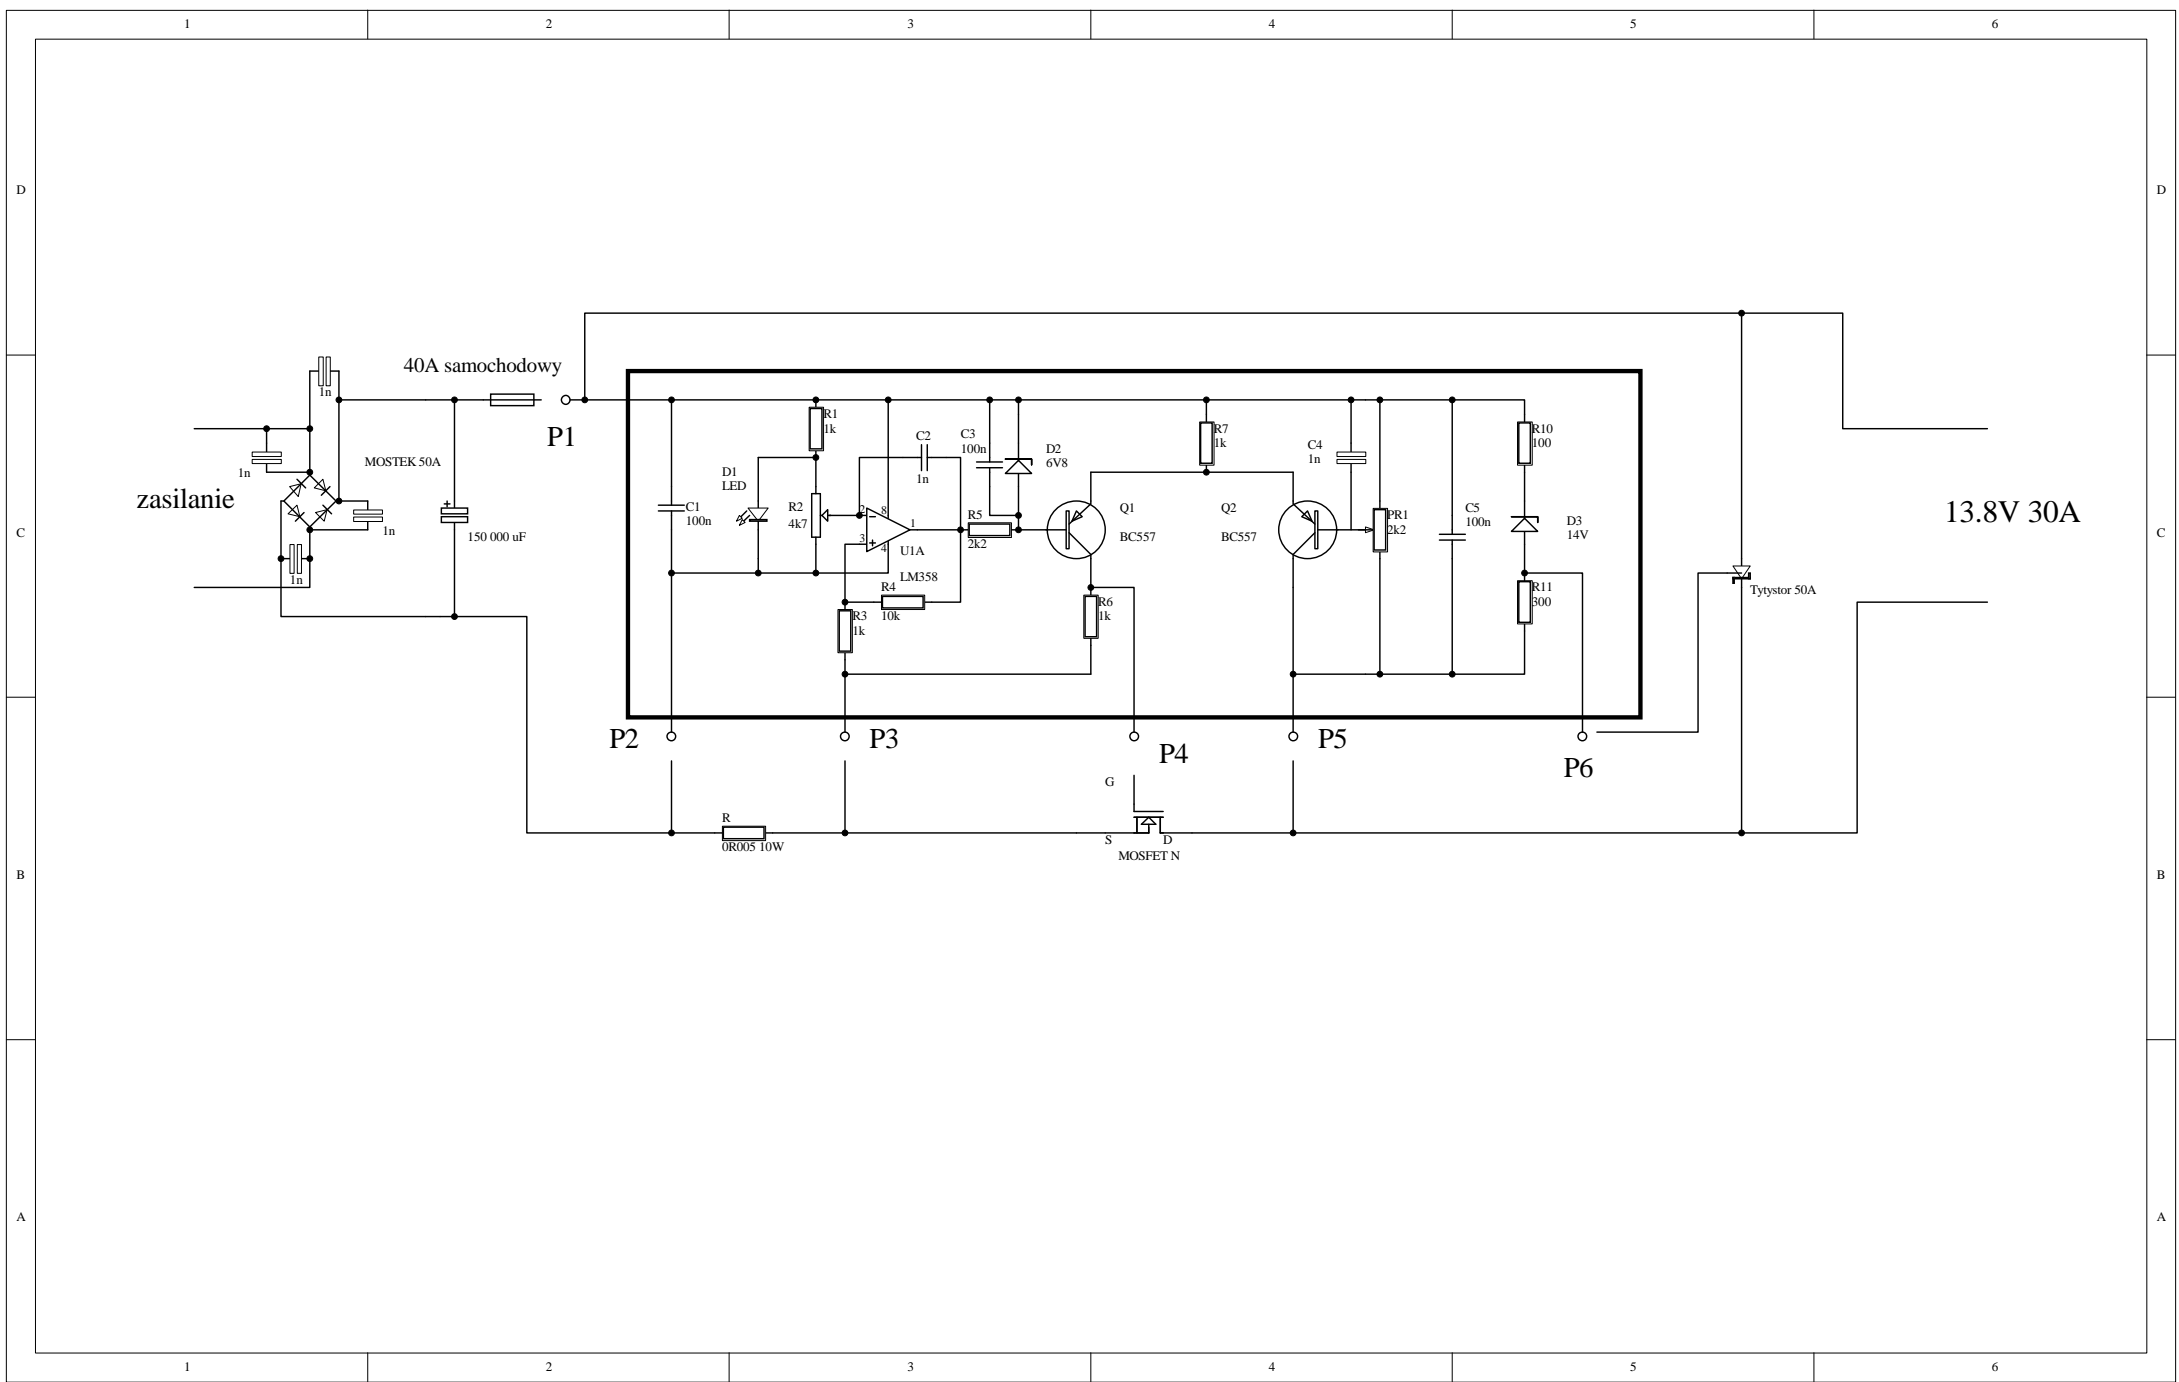 1 2 3 4 5 6
D D
40A samochodowy
1n
P1
R1
1k
C2
1n
C3
100n
D2
6V8
R7
1k
C4
1n
R10
100
1n
MOSTEK 50A
D1
LED
zasilanie
+
150 000 uF
1n
C1
100n
R2
4k7
2
8
1
3
4
U1A
LM358
R5
2k2
Q1
BC557
Q2
BC557
PR1
2k2
C5
100n
D3
14V
13.8V 30A
C C
1n
R4
10k
R3
1k
R6
1k
R11
300
Tytystor 50A
P2 P3 P4 P5 P6
G
R
0R005 10W
S D
MOSFET N
B B
A A
1 2 3 4 5 6